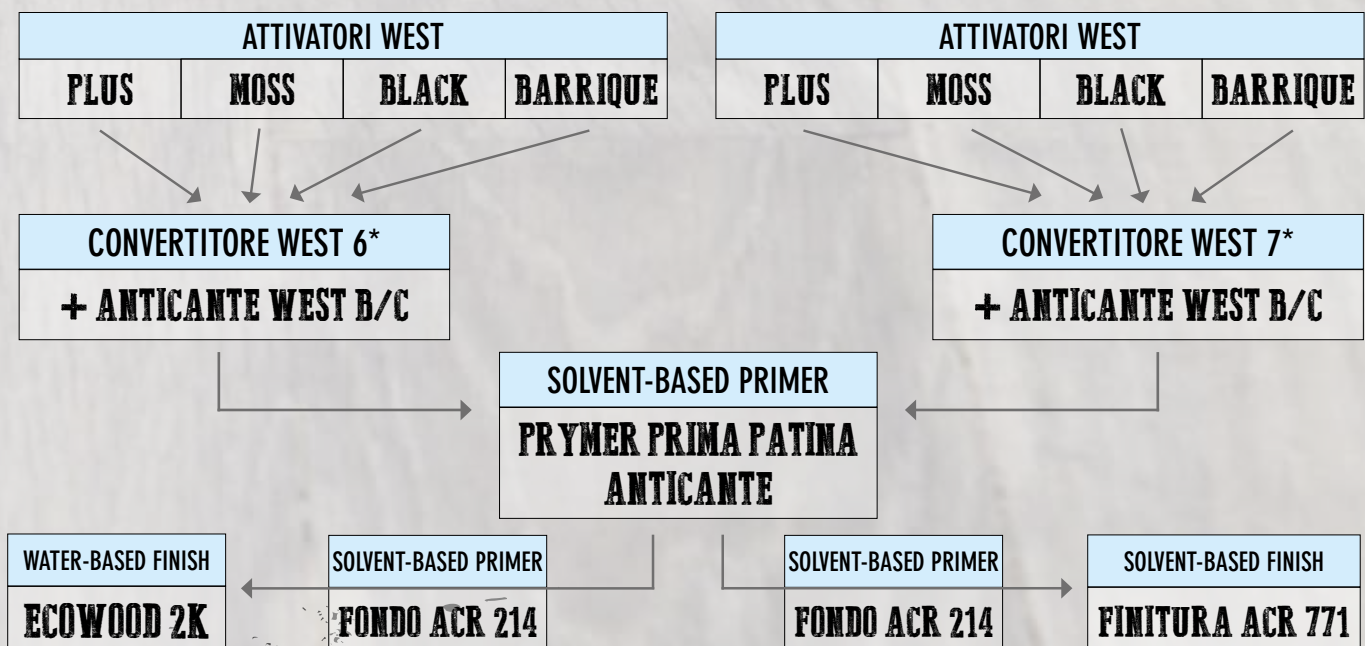 ATTIVATORI WEST
PLUS MOSS BLACK BARRIQUE
ATTIVATORI WEST
PLUS MOSS BLACK BARRIQUE
CONVERTITORE WEST 6*
+ ANTICANTE WEST B/C
CONVERTITORE WEST 7*
+ ANTICANTE WEST B/C
SOLVENT-BASED PRIMER
PRYMER PRIMA PATINA
ANTICANTE
WATER-BASED FINISH
ECOWOOD 2K
SOLVENT-BASED PRIMER
FONDO ACR 214
SOLVENT-BASED PRIMER
FONDO ACR 214
SOLVENT-BASED FINISH
FINITURA ACR 771